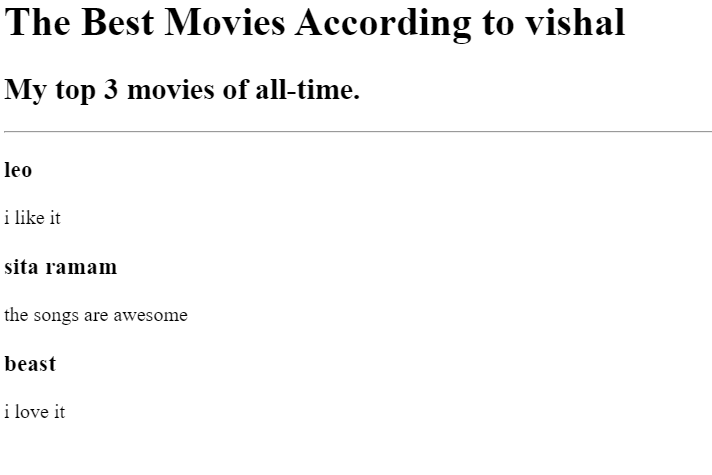 The Best Movies According to vishal
My top 3 movies of all-time.
leo
i like it
sita ramam
the songs are awesome
beast
i love it